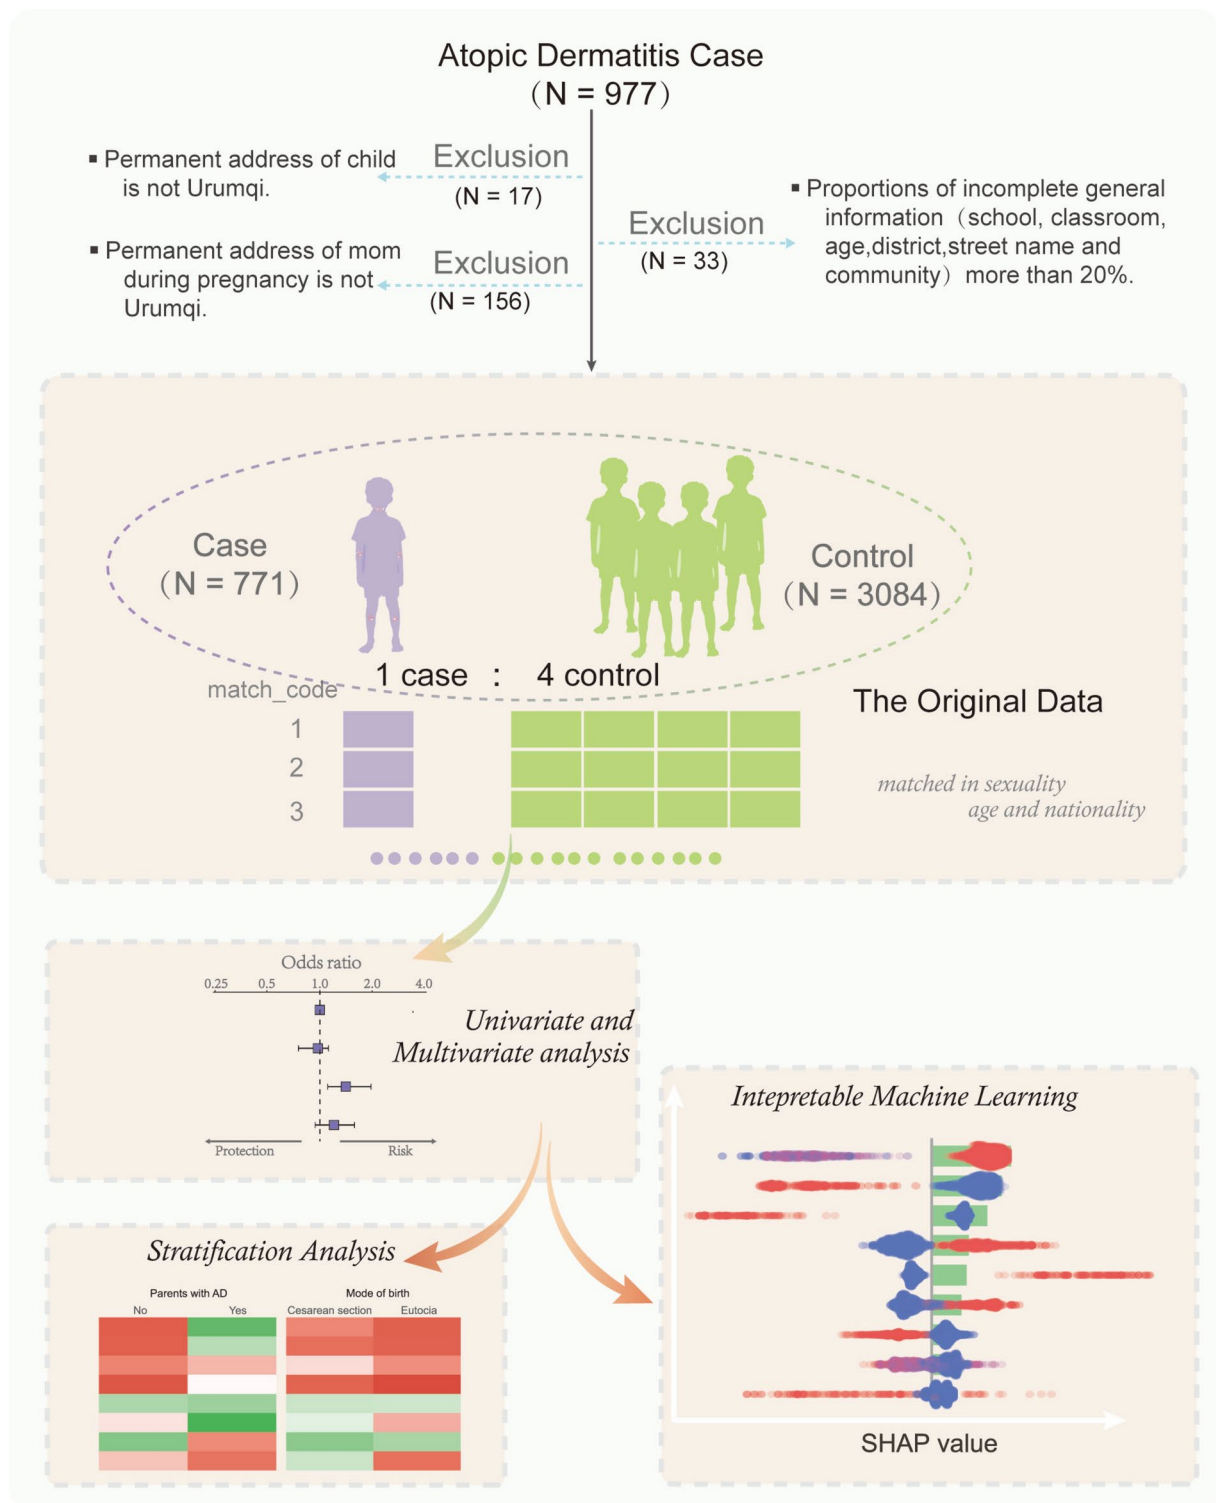 Atopic Dermatitis Case
(N = 977)
▪ Permanent address of child
is not Urumqi.
Exclusion
(N = 17)
▪ Proportions of incomplete general
information (school, classroom,
age,district,street name and
community) more than 20%.
Exclusion
(N = 33)
▪ Permanent address of mom
during pregnancy is not
Urumqi.
Exclusion
(N = 156)
Case
(N = 771)
Control
(N = 3084)
1 case : 4 control
match_code
1
2
3
The Original Data
matched in sexuality
age and nationality
Odds ratio
0.25 0.5 1.0 2.0 4.0
Protection Risk
Univariate and
Multivariate analysis
Intepretable Machine Learning
SHAP value
Stratification Analysis
Parents with AD Mode of birth
No Yes Cesarean section Eutocia